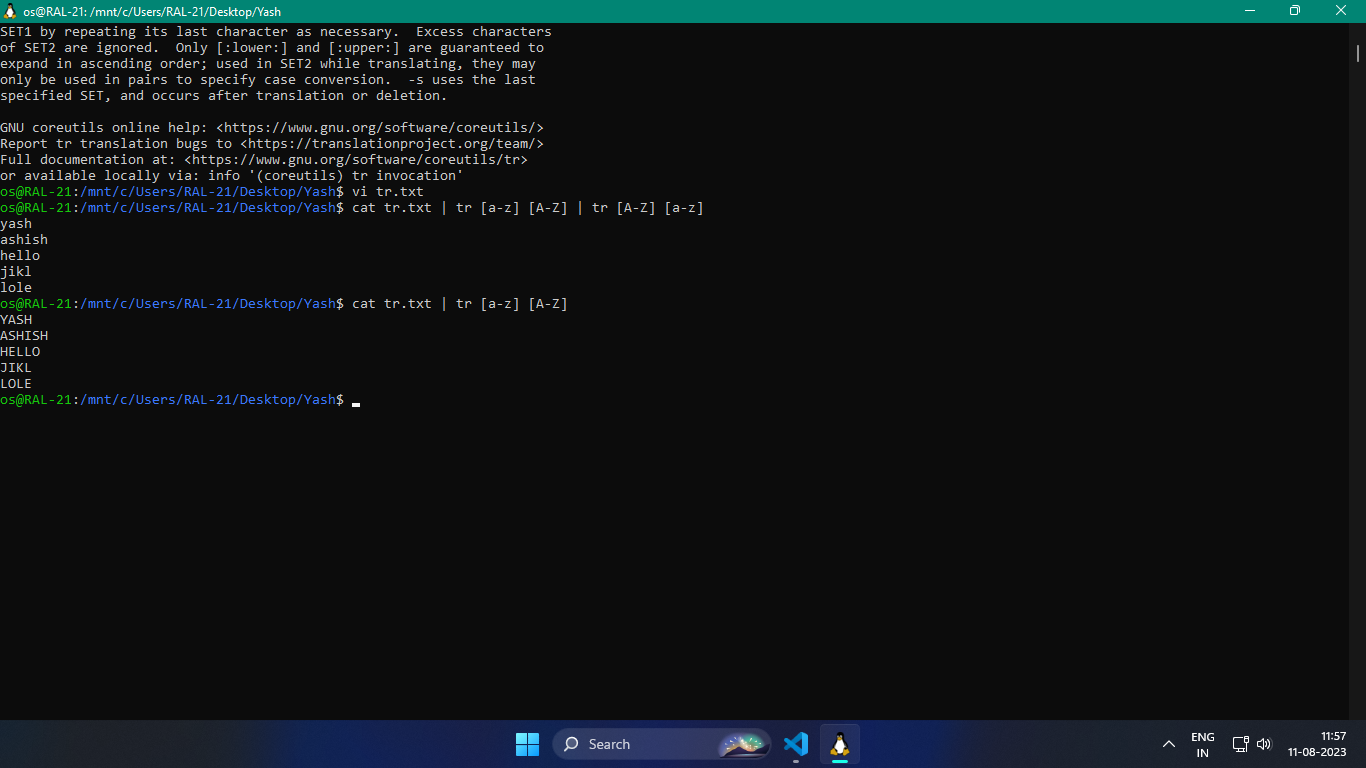 os@RAL-21: /mnt/c/Users/RAL-21/Desktop/Yash
SET1 by repeating its last character as necessary.  Excess characters
of SET2 are ignored.  Only [:lower:] and [:upper:] are guaranteed to
expand in ascending order; used in SET2 while translating, they may
only be used in pairs to specify case conversion.  -s uses the last
specified SET, and occurs after translation or deletion.

GNU coreutils online help: <https://www.gnu.org/software/coreutils/>
Report tr translation bugs to <https://translationproject.org/team/>
Full documentation at: <https://www.gnu.org/software/coreutils/tr>
or available locally via: info '(coreutils) tr invocation'
os@RAL-21:/mnt/c/Users/RAL-21/Desktop/Yash$ vi tr.txt
os@RAL-21:/mnt/c/Users/RAL-21/Desktop/Yash$ cat tr.txt | tr [a-z] [A-Z] | tr [A-Z] [a-z]
yash
ashish
hello
jikl
lole
os@RAL-21:/mnt/c/Users/RAL-21/Desktop/Yash$ cat tr.txt | tr [a-z] [A-Z]
YASH
ASHISH
HELLO
JIKL
LOLE
os@RAL-21:/mnt/c/Users/RAL-21/Desktop/Yash$
Search
ENG
IN
11:57
11-08-2023